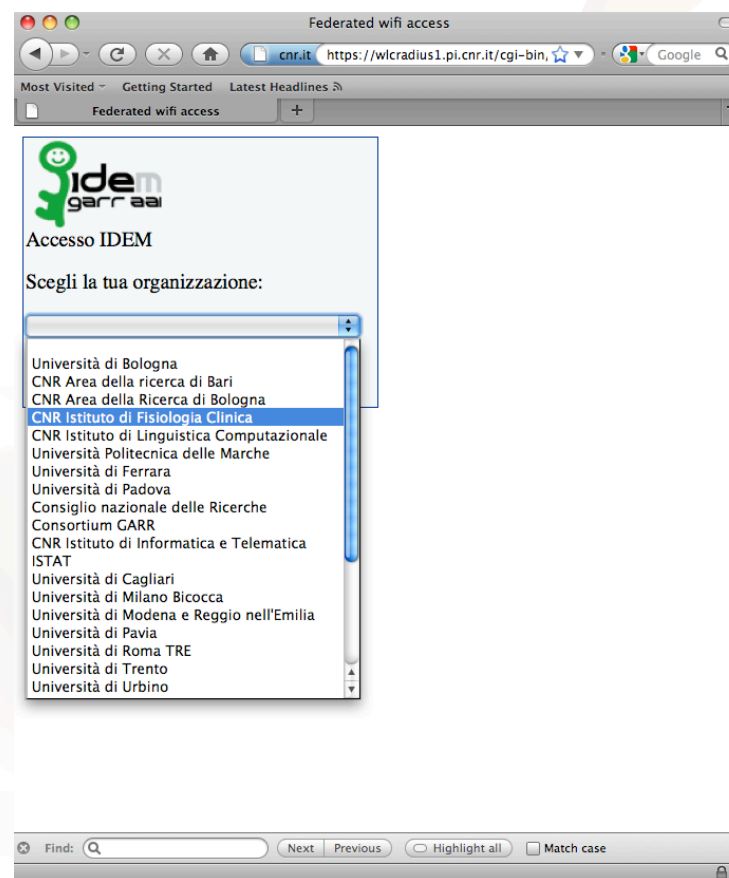 Federated wifi access
cnr.it https://wlcradius1.pi.cnr.it/cgi-bin, Google
Most Visited Getting Started Latest Headlines
Federated wifi access +
idem
garr aai
Accesso IDEM
Scegli la tua organizzazione:
Università di Bologna
CNR Area della ricerca di Bari
CNR Area della Ricerca di Bologna
CNR Istituto di Fisiologia Clinica
CNR Istituto di Linguistica Computazionale
Università Politecnica delle Marche
Università di Ferrara
Università di Padova
Consiglio nazionale delle Ricerche
Consortium GARR
CNR Istituto di Informatica e Telematica
ISTAT
Università di Cagliari
Università di Milano Bicocca
Università di Modena e Reggio nell'Emilia
Università di Pavia
Università di Roma TRE
Università di Trento
Università di Urbino
Find: Next Previous Highlight all Match case